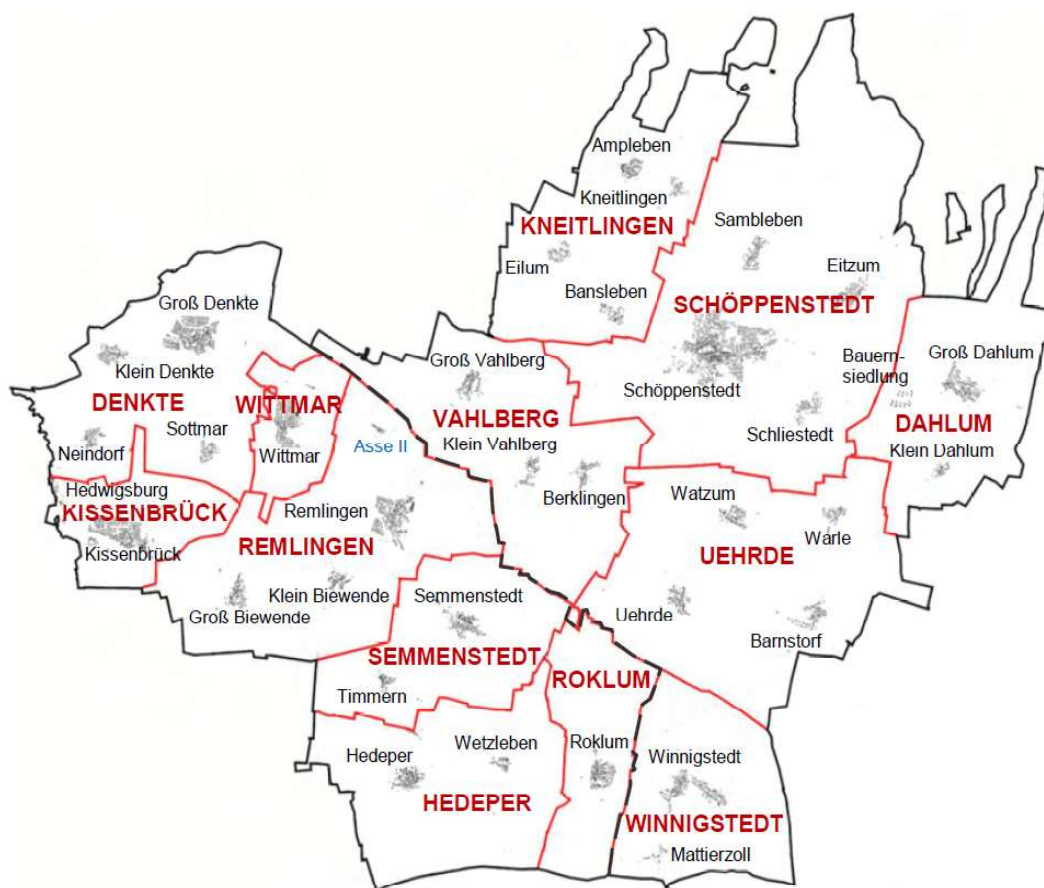 Ampleben
Kneitlingen
KNEITLINGEN
Sambleben
Eilum
Eitzum
Bansleben
SCHÖPPENSTEDT
Groß Denkte
Groß Vahlberg
Bauern-
siedlung
Groß Dahlum
Klein Denkte
Schöppenstedt
DENKTE
WITTMAR
VAHLBERG
DAHLUM
Sottmar
Schliestedt
Neindorf
Wittmar
Asse II
Klein Vahlberg
Klein Dahlum
Hedwigsburg
Berklingen
Watzum
KISSENBRÜCK
Remlingen
Warle
Kissenbrück
REMLINGEN
UEHRDE
Klein Biewende
Semmenstedt
Groß Biewende
Uehrde
Barnstorf
SEMMENSTEDT
ROKLUM
Timmern
Hedeper
Wetzleben
Roklum
Winnigstedt
HEDEPER
WINNIGSTEDT
Mattierzoll